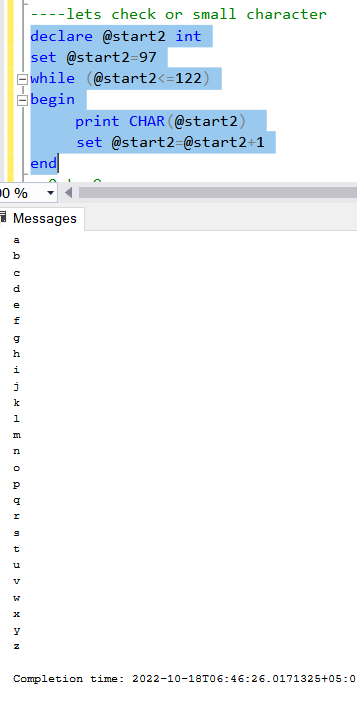 ----lets check or small character
declare @start2 int
set @start2=97
while (@start2<=122)
begin
print CHAR(@start2)
set @start2=@start2+1
end
00 %
Messages
a
b
c
d
e
f
g
h
i
j
k
l
m
n
o
p
q
r
s
t
u
v
w
x
y
z
Completion time: 2022-10-18T06:46:26.0171325+05:0